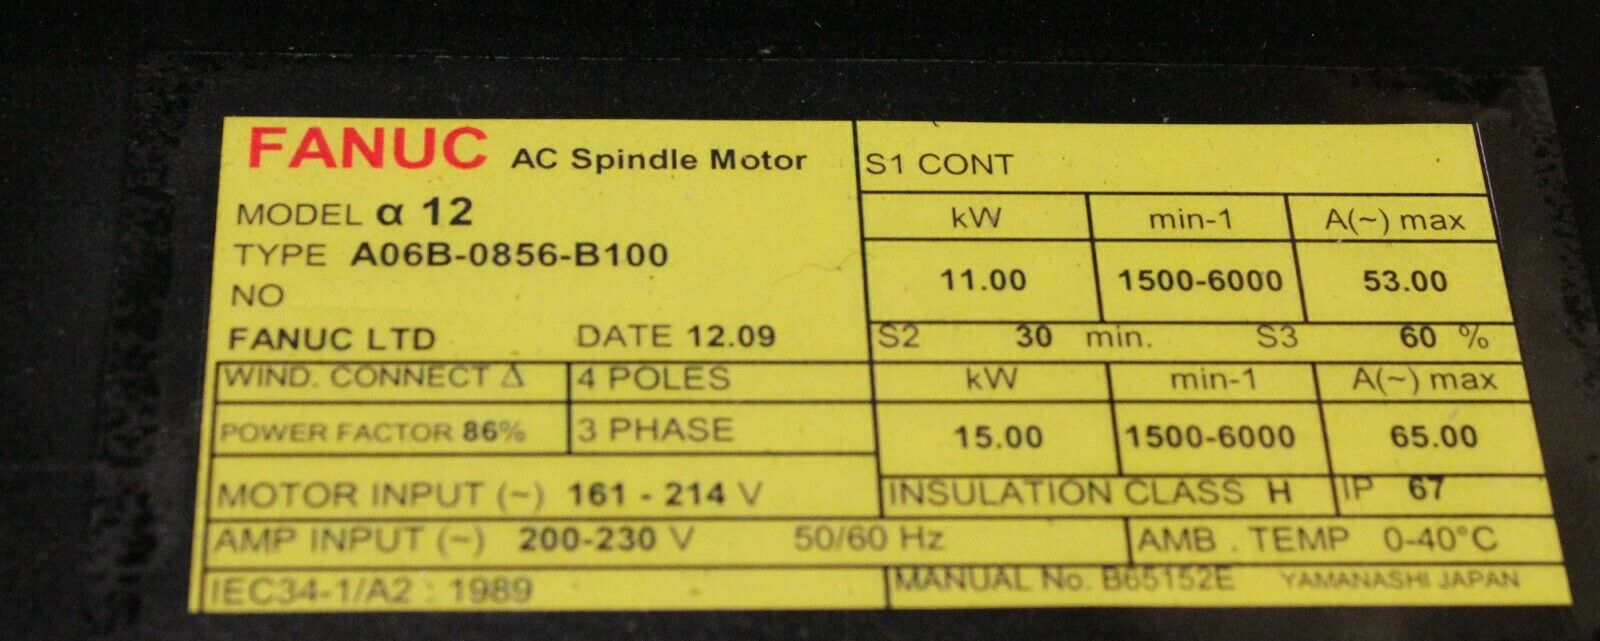 FANUC AC Spindle Motor
MODEL α 12
TYPE A06B-0856-B100
NO
FANUC LTD DATE 12.09
WIND. CONNECT Δ 4 POLES
POWER FACTOR 86% 3 PHASE
S1 CONT
kW min-1 A(~) max
11.00 1500-6000 53.00
S2 30 min. S3 60 %
kW min-1 A(~) max
15.00 1500-6000 65.00
MOTOR INPUT (~) 161 - 214 V
INSULATION CLASS H IP 67
AMP INPUT (~) 200-230 V 50/60 Hz
AMB . TEMP 0-40°C
IEC34-1/A2 : 1989
MANUAL No. B65152E YAMANASHI JAPAN